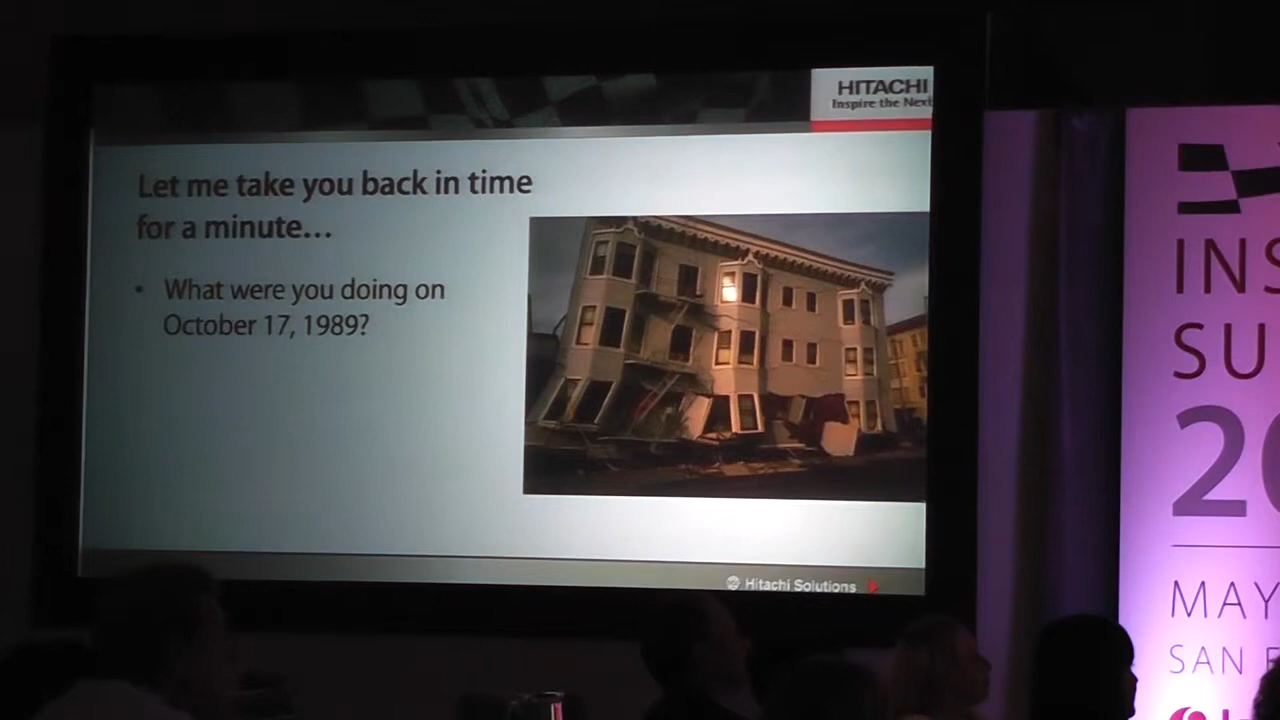 HITACHI
Inspire the Next
Let me take you back in time
for a minute...
• What were you doing on
October 17, 1989?
Hitachi Solutions
INS
SU
20
MAY
SAN F